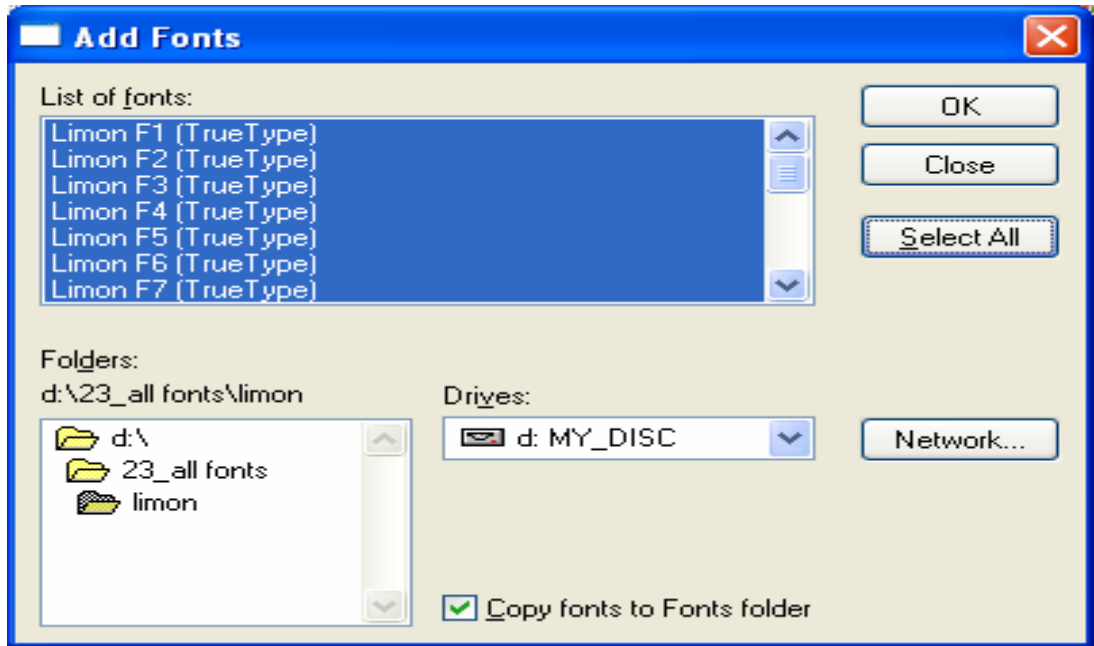 Add Fonts
List of fonts:
Limon F1 (TrueType)
Limon F2 (TrueType)
Limon F3 (TrueType)
Limon F4 (TrueType)
Limon F5 (TrueType)
Limon F6 (TrueType)
Limon F7 (TrueType)
OK
Close
Select All
Folders:
d:\23_all fonts\limon
d:\
23_all fonts
limon
Drives:
d: MY_DISC
Network...
Copy fonts to Fonts folder